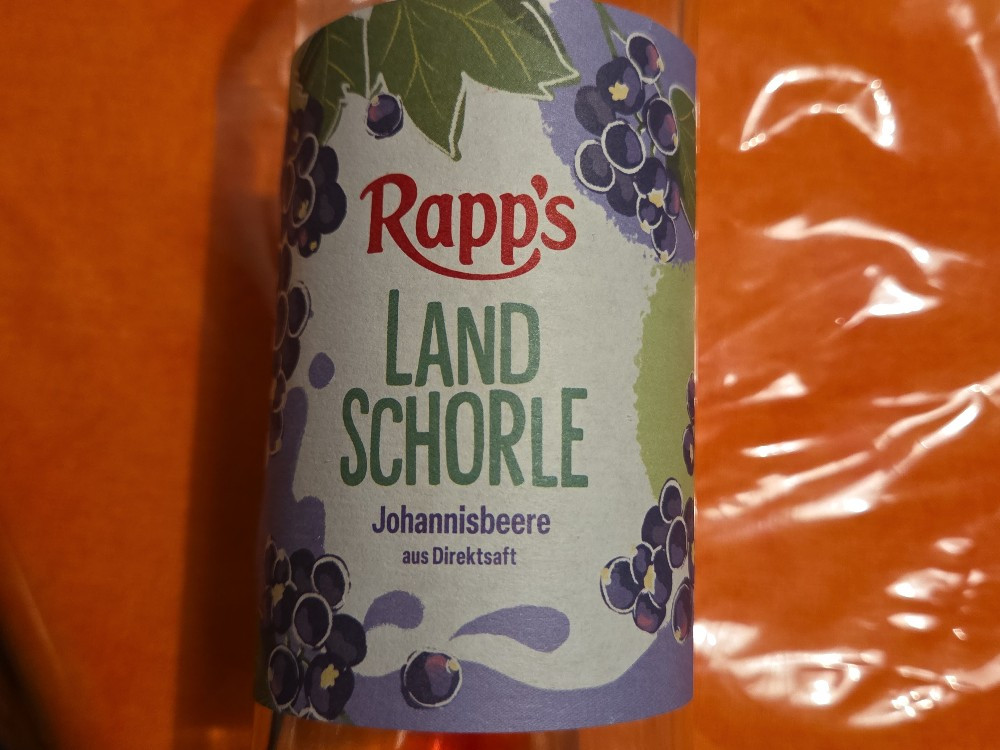 Rapp's
LAND
SCHORLE
Johannisbeere
aus Direktsaft